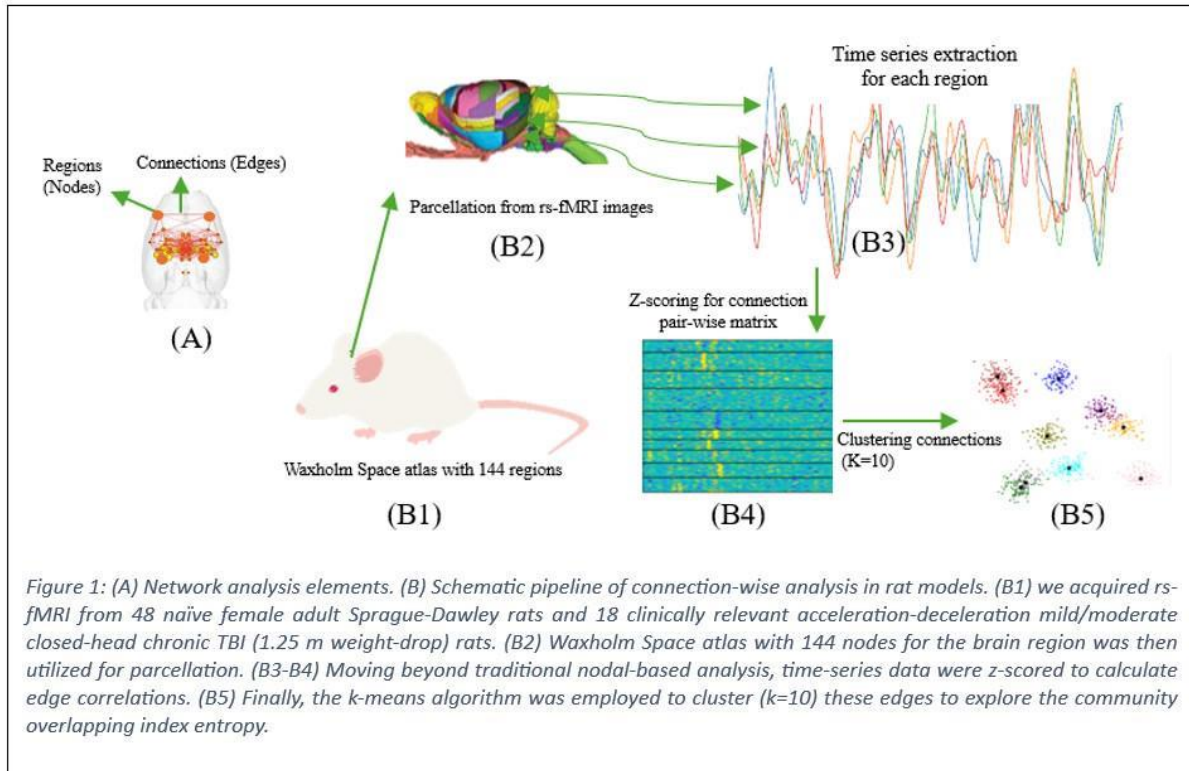 Time series extraction
for each region
Regions
(Nodes)
Connections (Edges)
Parcellation from rs-fMRI images
(B2)
(B3)
(A)
Z-scoring for connection
pair-wise matrix
Waxholm Space atlas with 144 regions
(B1)
(B4)
Clustering connections
(K=10)
(B5)
Figure 1: (A) Network analysis elements. (B) Schematic pipeline of connection-wise analysis in rat models. (B1) we acquired rs-
fMRI from 48 naïve female adult Sprague-Dawley rats and 18 clinically relevant acceleration-deceleration mild/moderate
closed-head chronic TBI (1.25 m weight-drop) rats. (B2) Waxholm Space atlas with 144 nodes for the brain region was then
utilized for parcellation. (B3-B4) Moving beyond traditional nodal-based analysis, time-series data were z-scored to calculate
edge correlations. (B5) Finally, the k-means algorithm was employed to cluster (k=10) these edges to explore the community
overlapping index entropy.